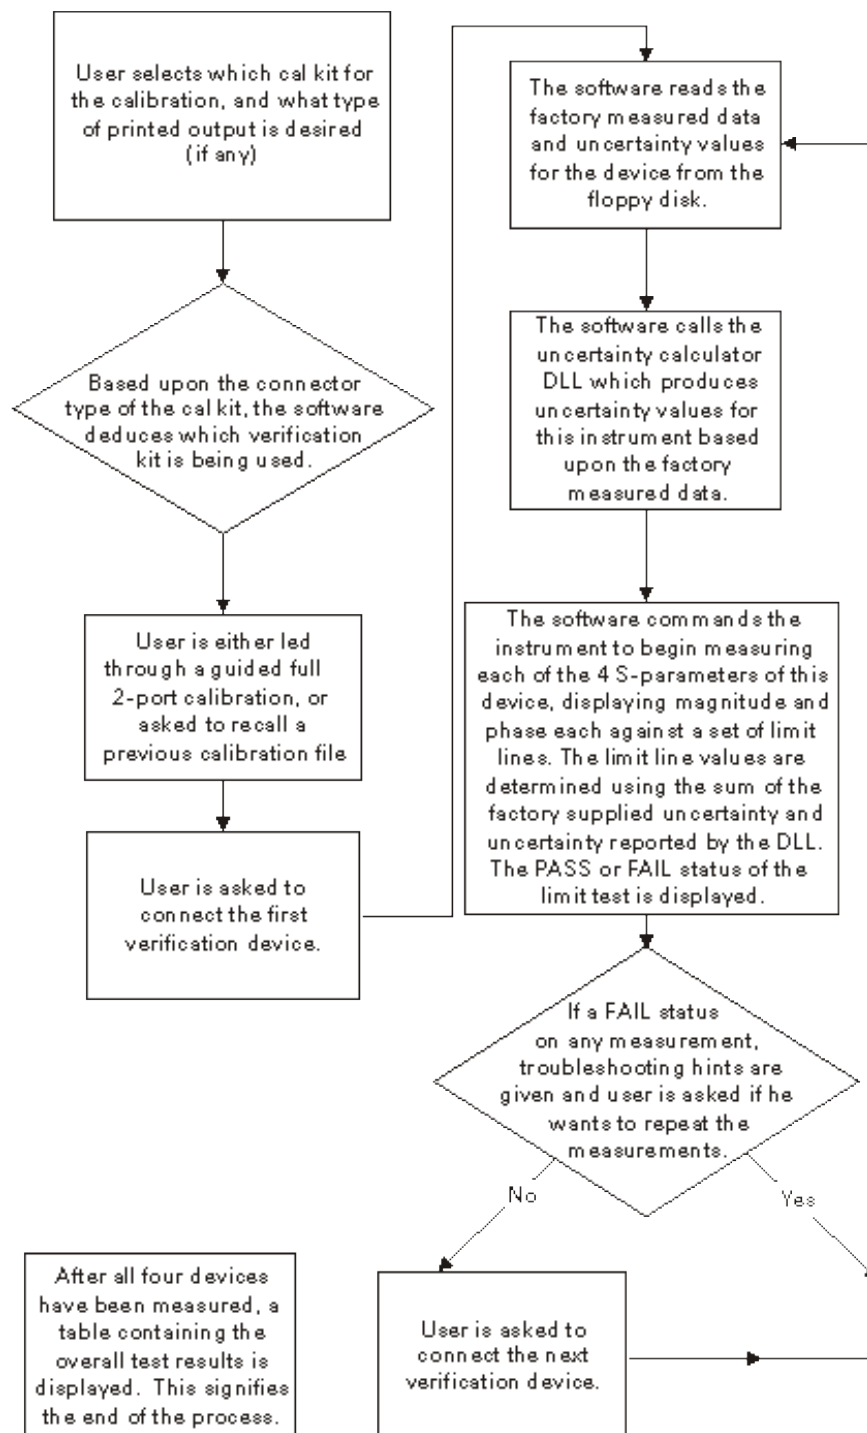 User selects which cal kit for
the calibration, and what type
of printed output is desired
(if any)
Based upon the connector
type of the cal kit, the software
deduces which verification
kit is being used.
User is either led
through a guided full
2-port calibration, or
asked to recall a
previous calibration file
User is asked to
connect the first
verification device.
The software reads the
factory measured data
and uncertainty values
for the device from the
floppy disk.
The software calls the
uncertainty calculator
DLL which produces
uncertainty values for
this instrument based
upon the factory
measured data.
The software commands the
instrument to begin measuring
each of the 4 S-parameters of this
device, displaying magnitude and
phase each against a set of limit
lines. The limit line values are
determined using the sum of the
factory supplied uncertainty and
uncertainty reported by the DLL.
The PASS or FAIL status of the
limit test is displayed.
If a FAIL status
on any measurement,
troubleshooting hints are
given and user is asked if he
wants to repeat the
measurements.
No
Yes
User is asked to
connect the next
verification device.
After all four devices
have been measured, a
table containing the
overall test results is
displayed. This signifies
the end of the process.